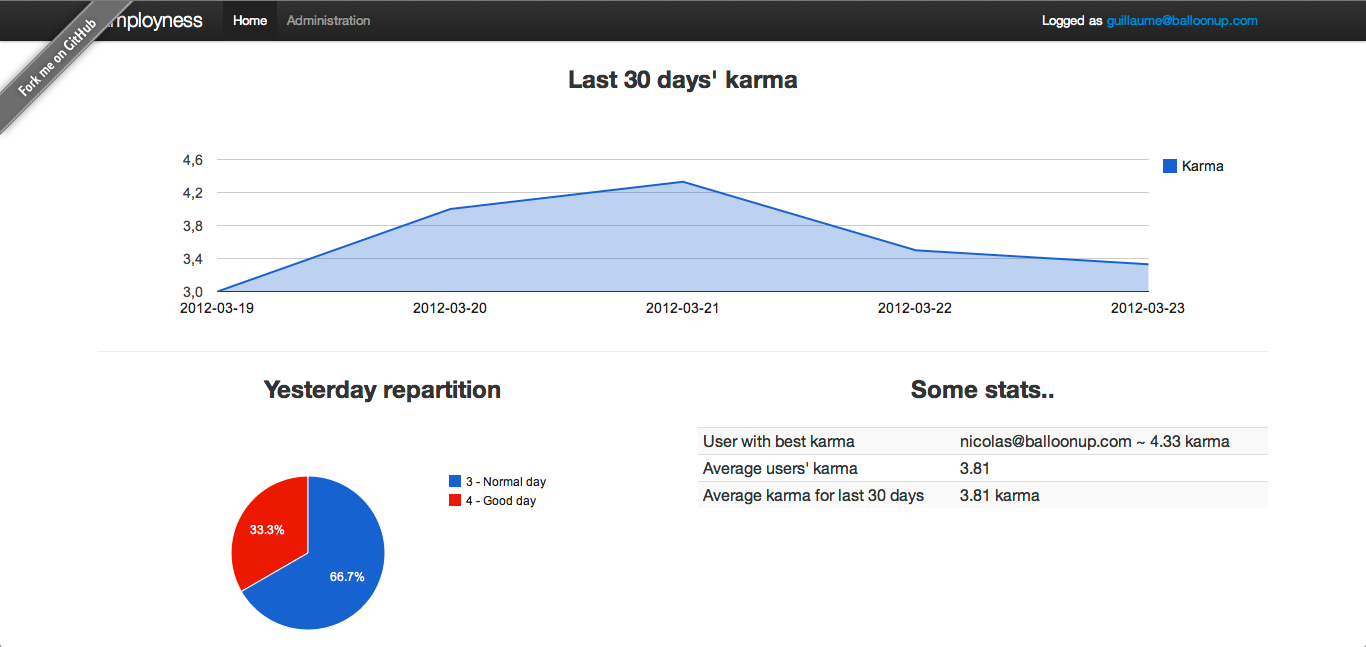 mployness Home Administration Logged as guillaume@balloonup.com
Fork me on GitHub
Last 30 days' karma
4,6
4,2
3,8
3,4
3,0
Karma
2012-03-19 2012-03-20 2012-03-21 2012-03-22 2012-03-23
Yesterday repartition
3 - Normal day
4 - Good day
33.3%
66.7%
Some stats..
User with best karma nicolas@balloonup.com ~ 4.33 karma
Average users' karma 3.81
Average karma for last 30 days 3.81 karma